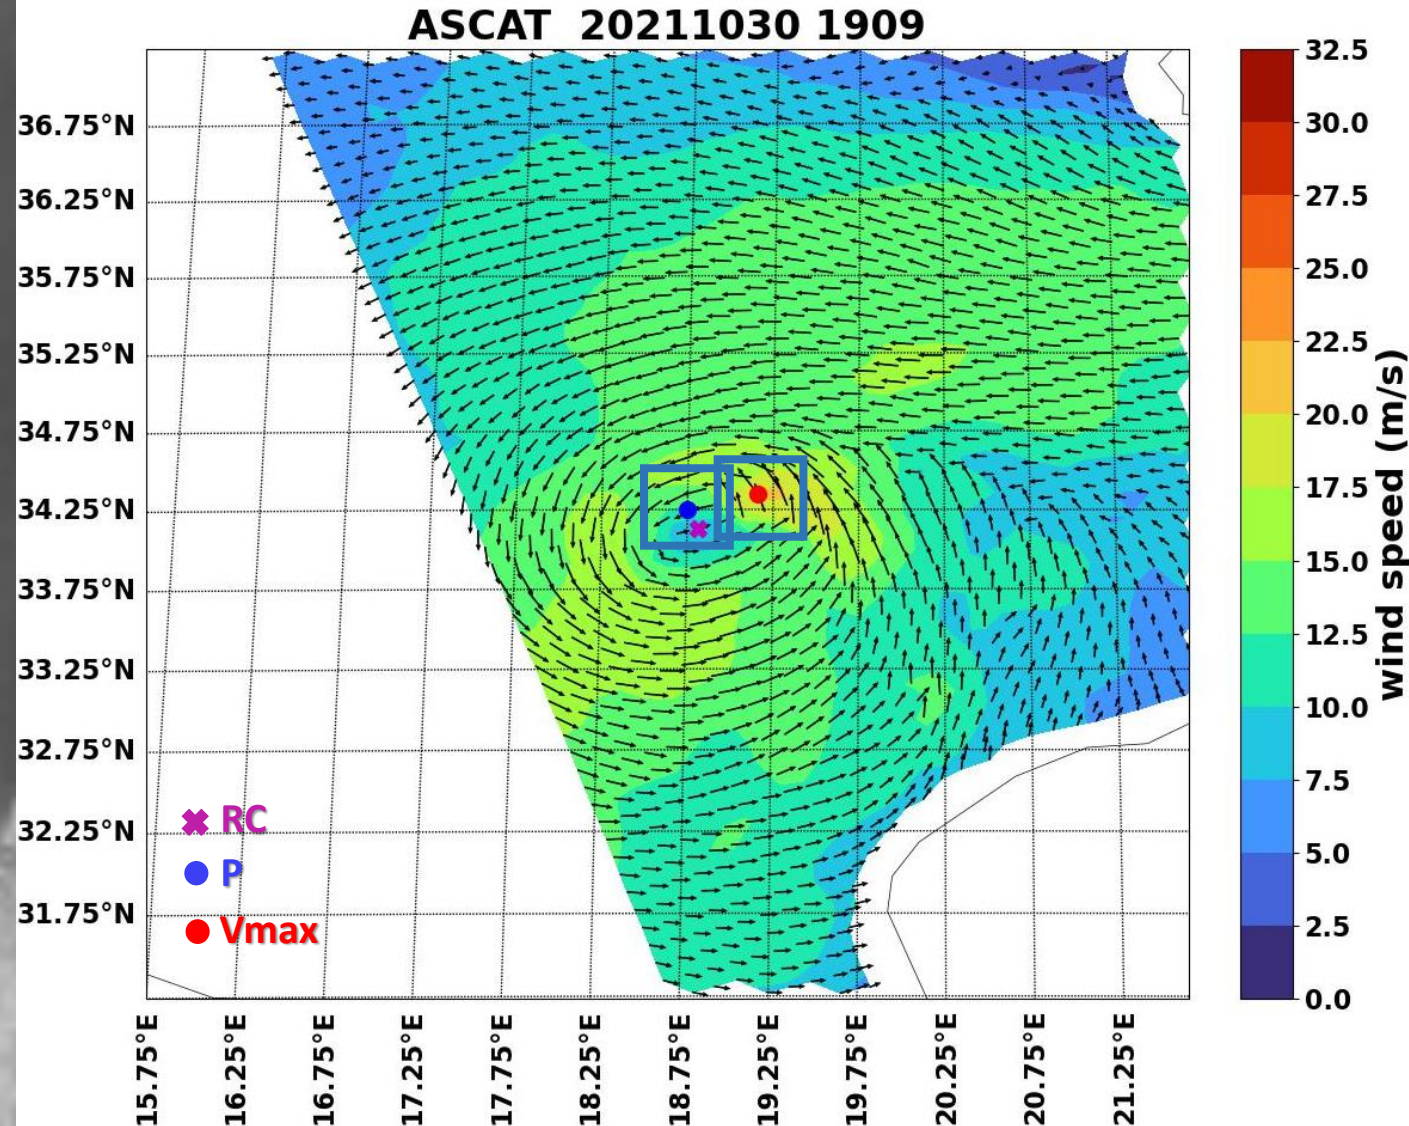 ASCAT  20211030 1909
36.75°N
36.25°N
35.75°N
35.25°N
34.75°N
34.25°N
33.75°N
33.25°N
32.75°N
32.25°N
31.75°N
RC
P
Vmax
15.75°E
16.25°E
16.75°E
17.25°E
17.75°E
18.25°E
18.75°E
19.25°E
19.75°E
20.25°E
20.75°E
21.25°E
32.5
30.0
27.5
25.0
22.5
20.0
17.5
15.0
12.5
10.0
7.5
5.0
2.5
0.0
wind speed (m/s)